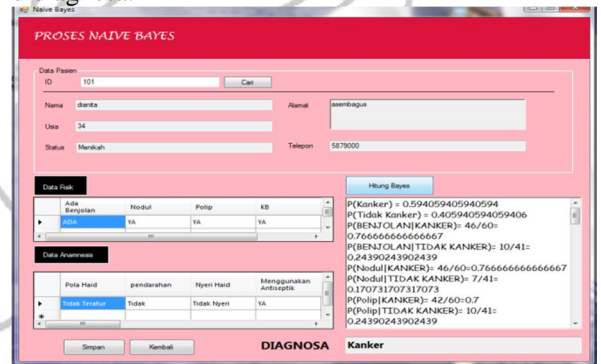 Naive Bayes
PROSES NAIVE BAYES
Data Pasien
ID 101 Cari
Nama dianita Alamat asembagus
Usia 34
Status Menikah Telepon 5879000
Data Fisik Hitung Bayes
Ada Benjolan Nodul Polip KB
ADA YA YA YA
Data Anamnesis
Pola Haid pendarahan Nyeri Haid Menggunakan Antiseptik
Tidak Teratur Tidak Tidak Nyeri YA
P(Kanker) = 0.594059405940594
P(Tidak Kanker) = 0.405940594059406
P(BENJOLAN|KANKER)= 46/60=
0.766666666666667
P(BENJOLAN|TIDAK KANKER)= 10/41=
0.24390243902439
P(Nodul|KANKER)= 46/60=0.766666666666667
P(Nodul|TIDAK KANKER)= 7/41=
0.170731707317073
P(Polip|KANKER)= 42/60=0.7
P(Polip|TIDAK KANKER)= 10/41=
0.24390243902439
Simpan Kembali DIAGNOSA Kanker